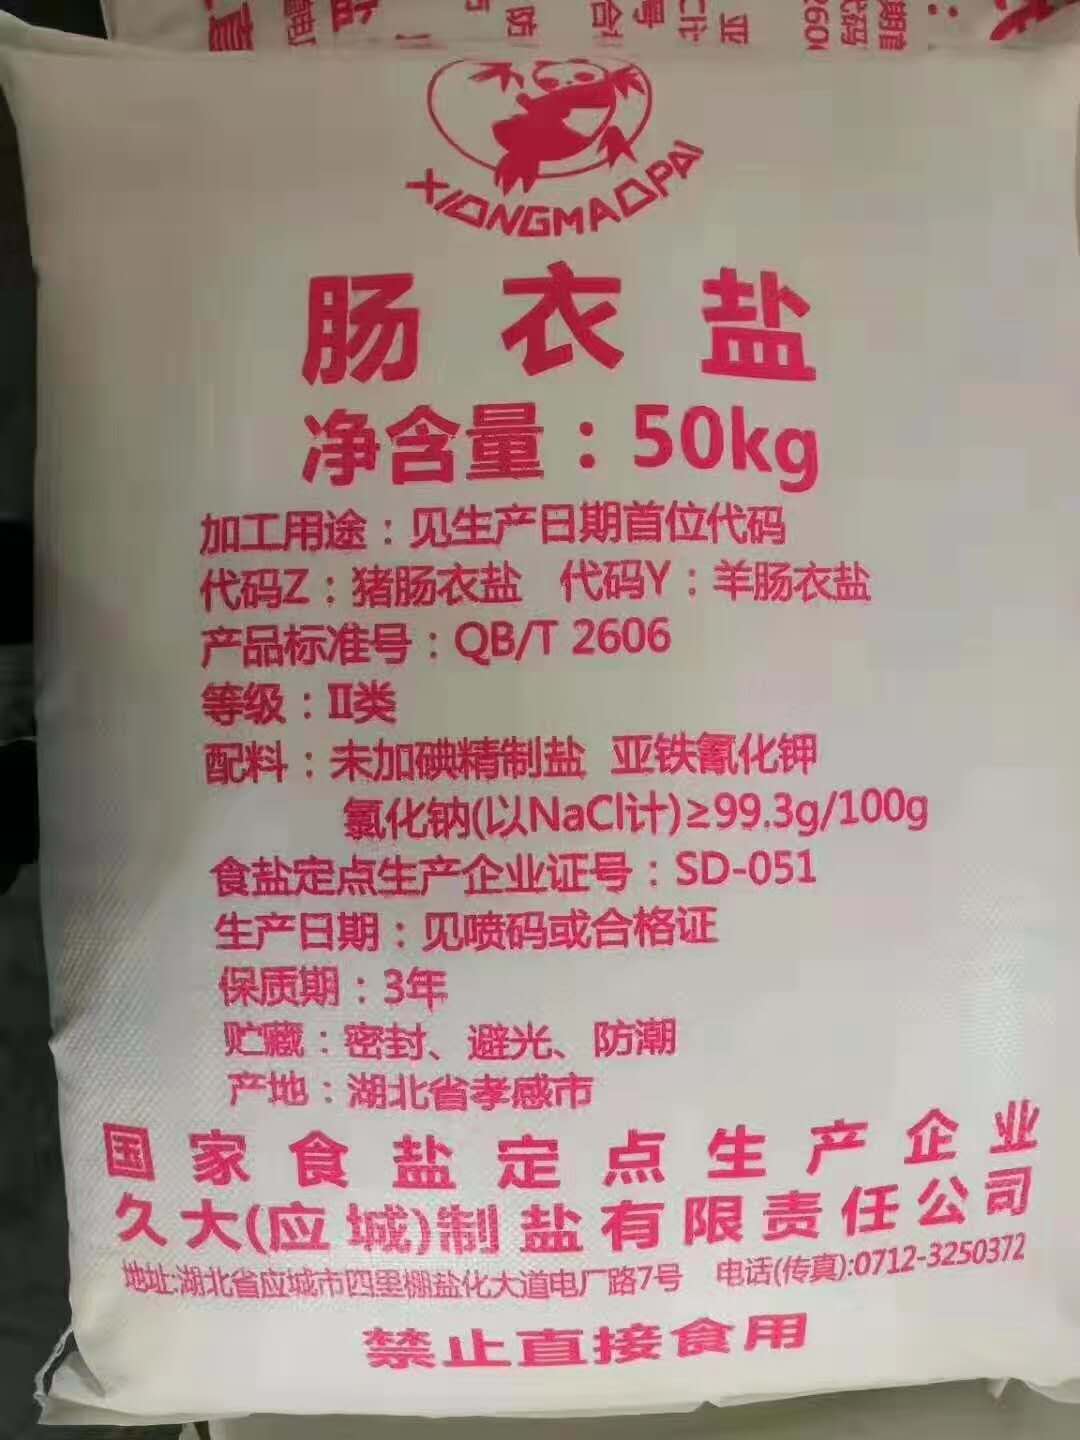 XIONGMAOPAI
肠衣盐
净含量：50kg
加工用途：见生产日期首位代码
代码Z：猪肠衣盐 代码Y：羊肠衣盐
产品标准号：QB/T 2606
等级：II类
配料：未加碘精制盐 亚铁氰化钾
氯化钠(以NaCl计)≥99.3g/100g
食盐定点生产企业证号：SD-051
生产日期：见喷码或合格证
保质期：3年
贮藏：密封、避光、防潮
产地：湖北省孝感市
国家食盐定点生产企业
久大(应城)制盐有限责任公司
地址:湖北省应城市四里棚盐化大道电厂路7号 电话(传真):0712-3250372
禁止直接食用